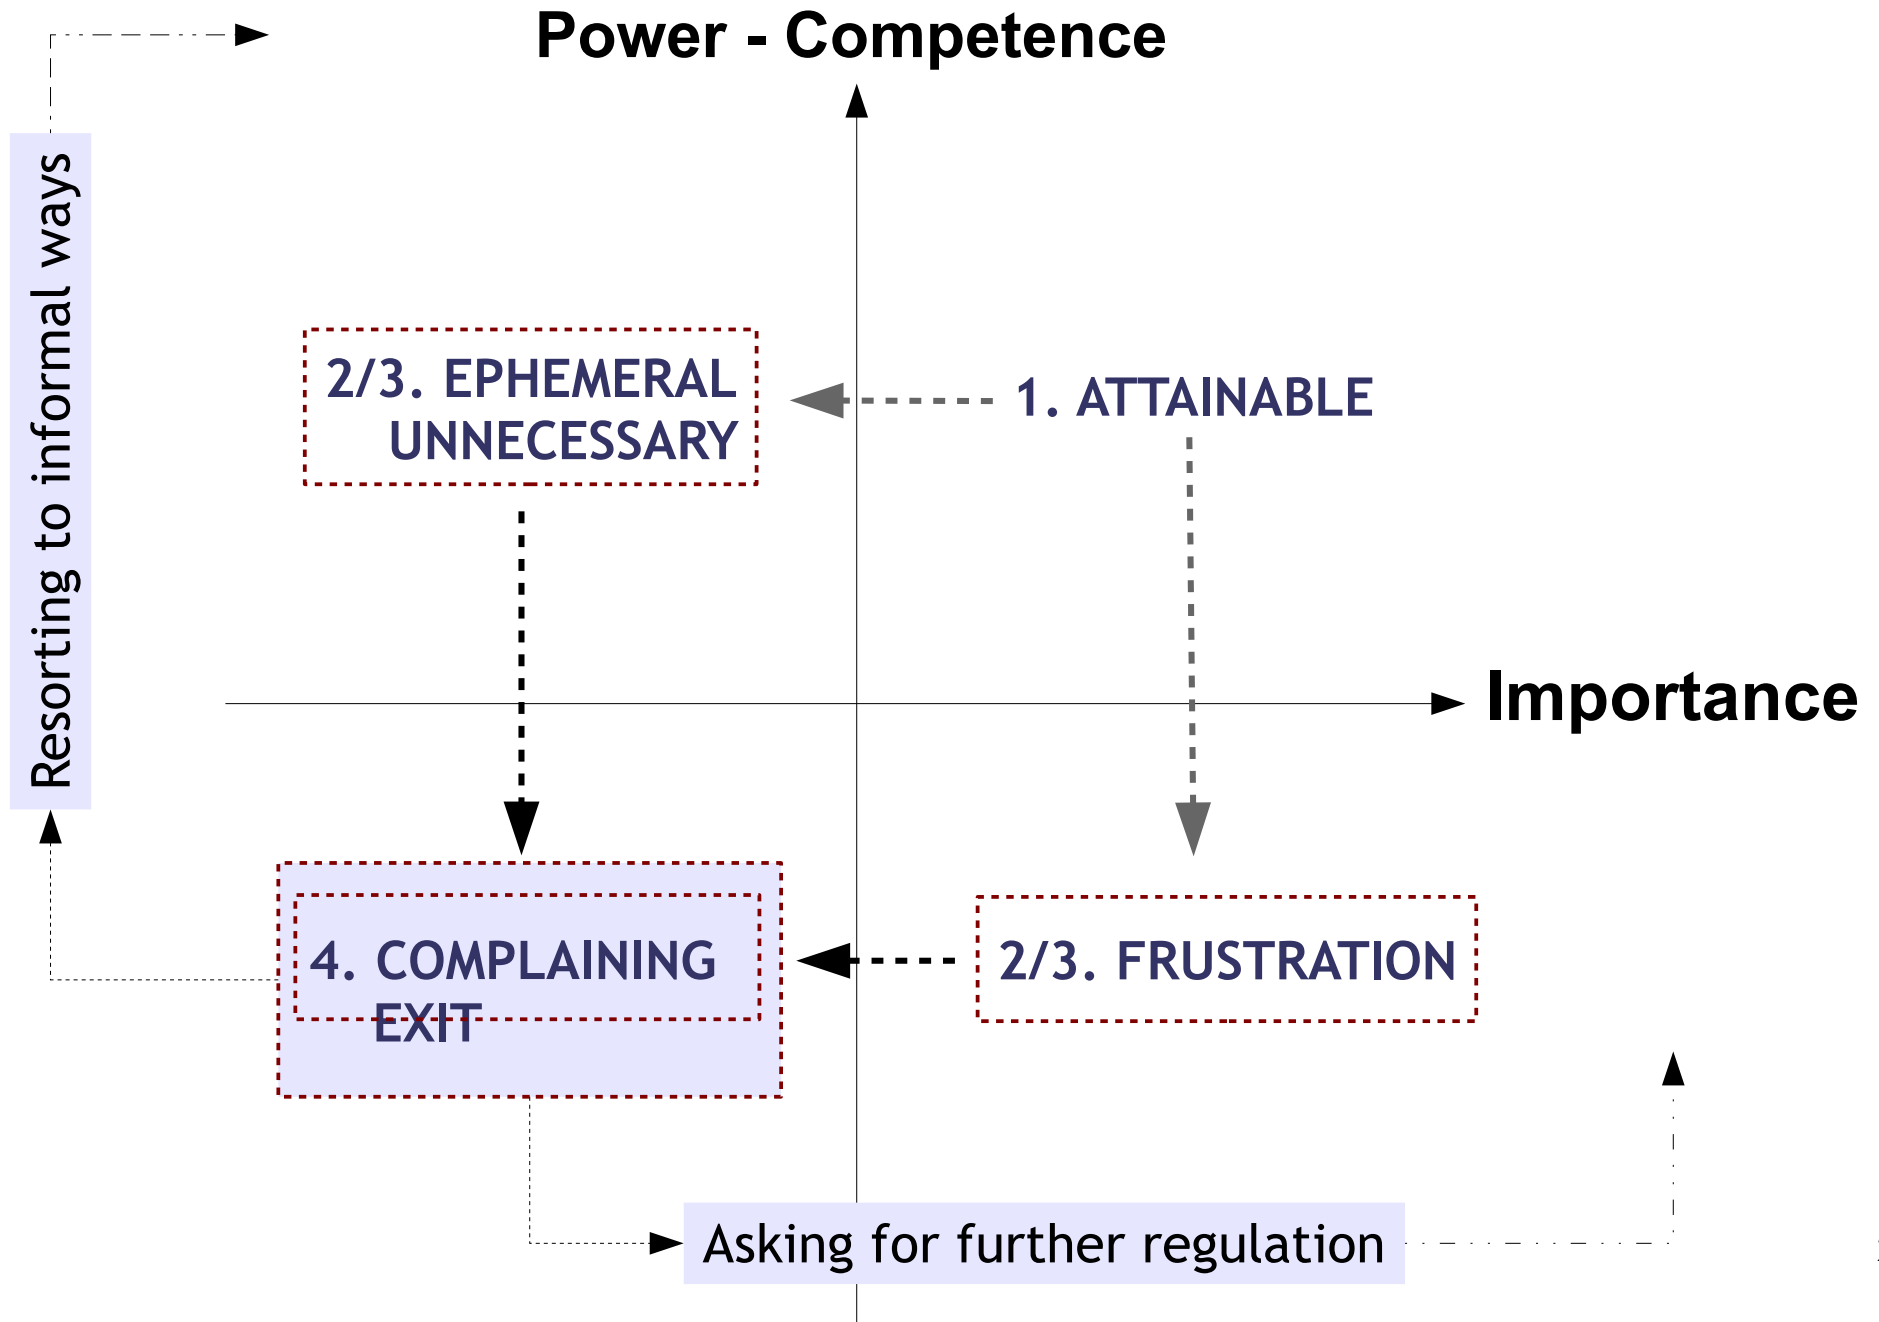 Power - Competence
Resorting to informal ways
2/3. EPHEMERAL
UNNECESSARY
1. ATTAINABLE
Importance
4. COMPLAINING
EXIT
2/3. FRUSTRATION
Asking for further regulation